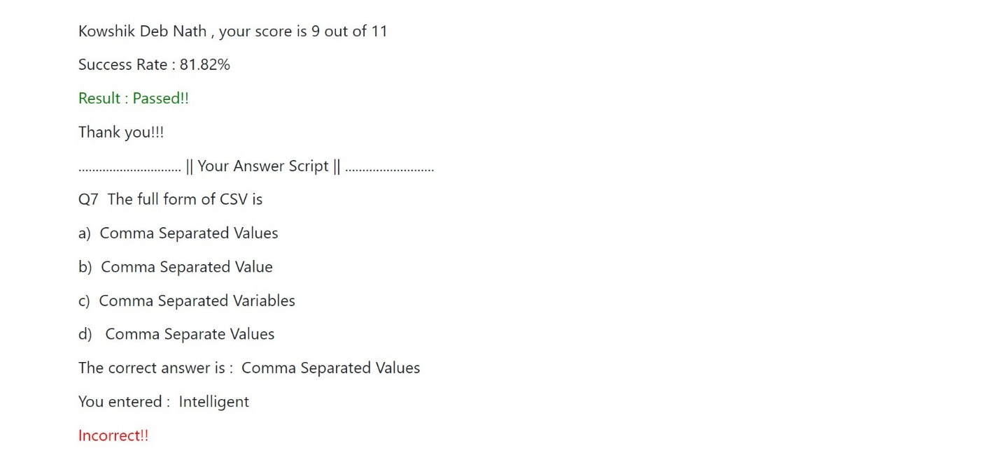 Kowshik Deb Nath , your score is 9 out of 11
Success Rate : 81.82%
Result : Passed!!
Thank you!!!
.............................. || Your Answer Script || ..........................
Q7 The full form of CSV is
a) Comma Separated Values
b) Comma Separated Value
c) Comma Separated Variables
d) Comma Separate Values
The correct answer is : Comma Separated Values
You entered : Intelligent
Incorrect!!